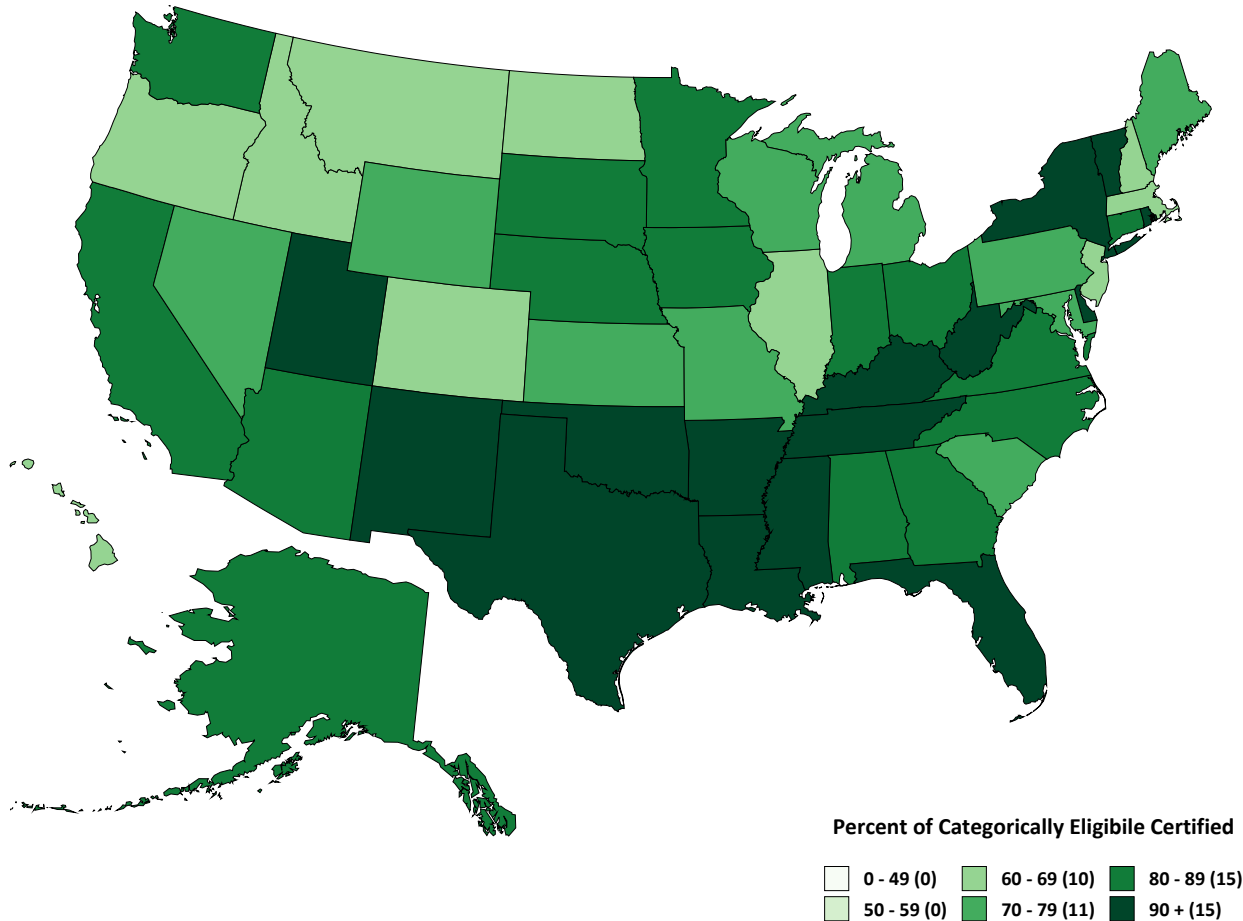 Percent of Categorically Eligibile Certified
0 - 49 (0) 60 - 69 (10) 80 - 89 (15)
50 - 59 (0) 70 - 79 (11) 90 + (15)